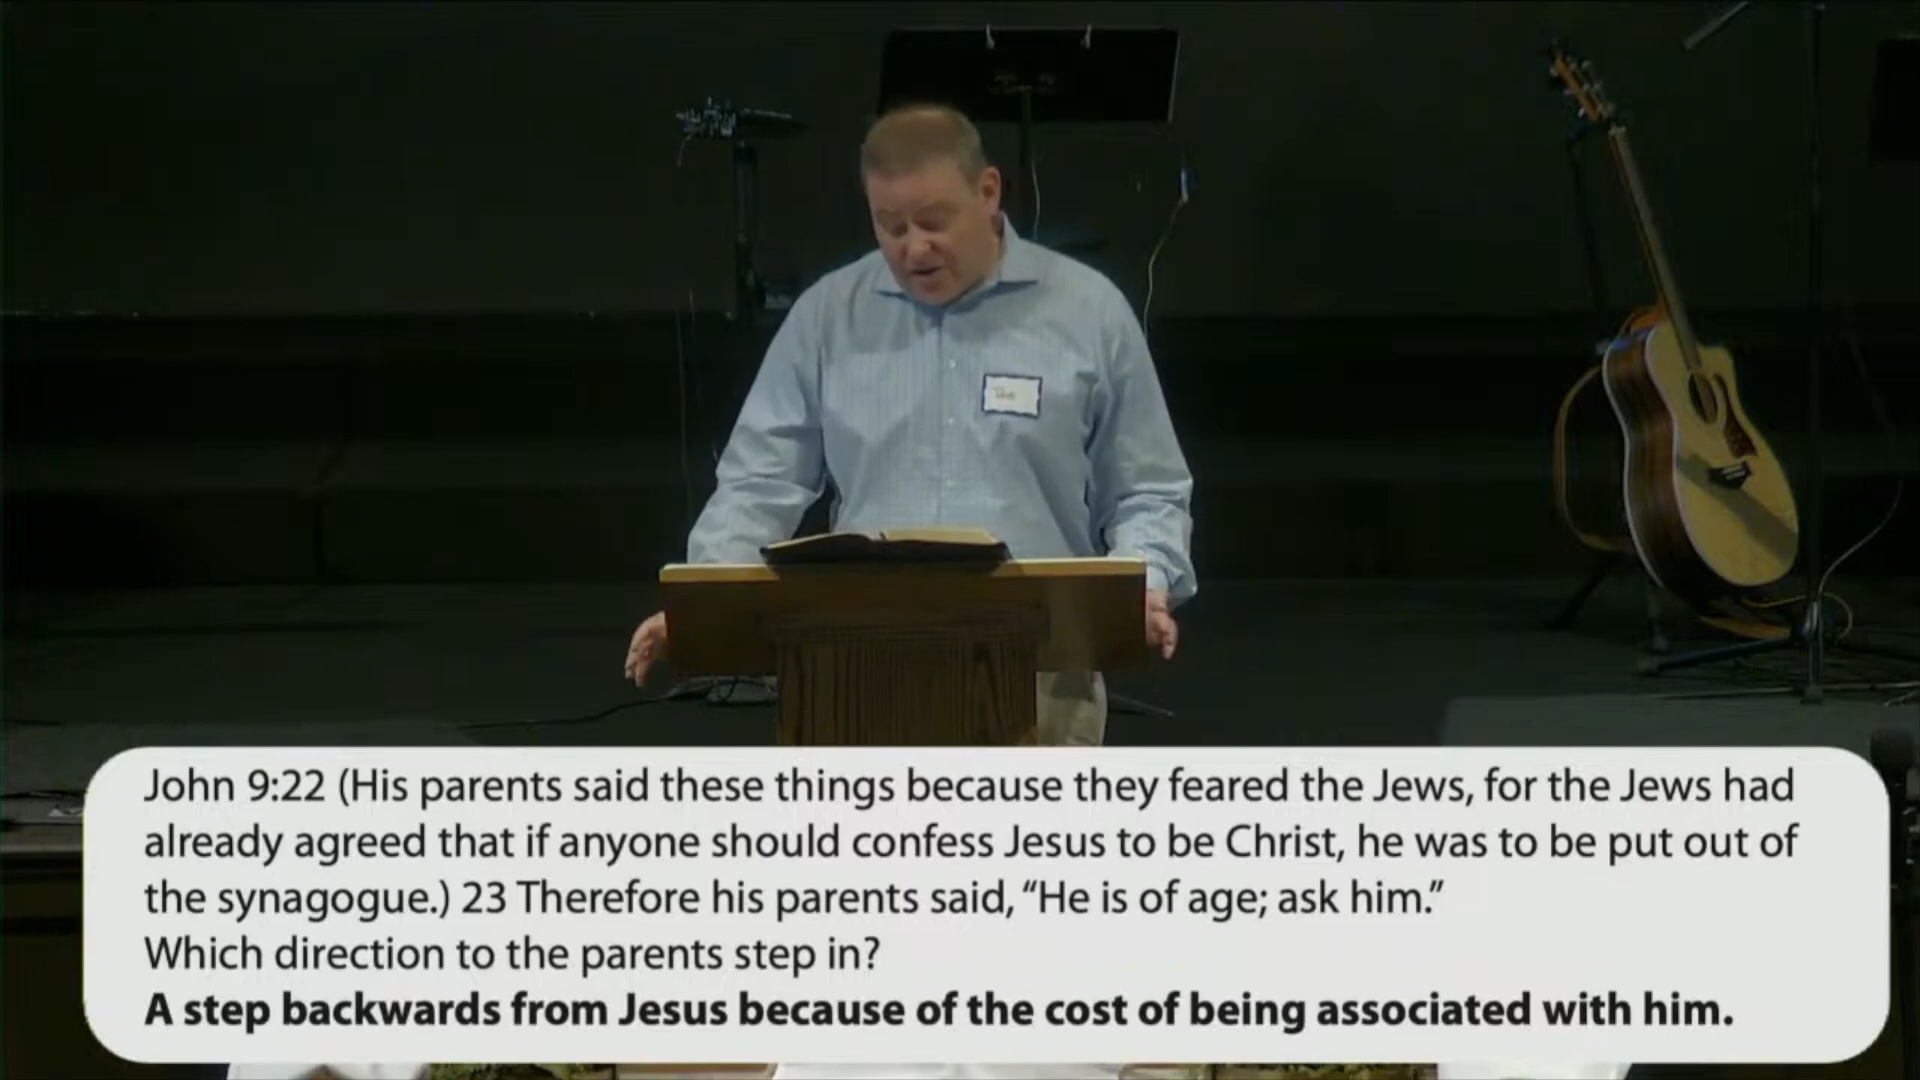 John 9:22 (His parents said these things because they feared the Jews, for the Jews had
already agreed that if anyone should confess Jesus to be Christ, he was to be put out of
the synagogue.) 23 Therefore his parents said, “He is of age; ask him.”
Which direction to the parents step in?
A step backwards from Jesus because of the cost of being associated with him.